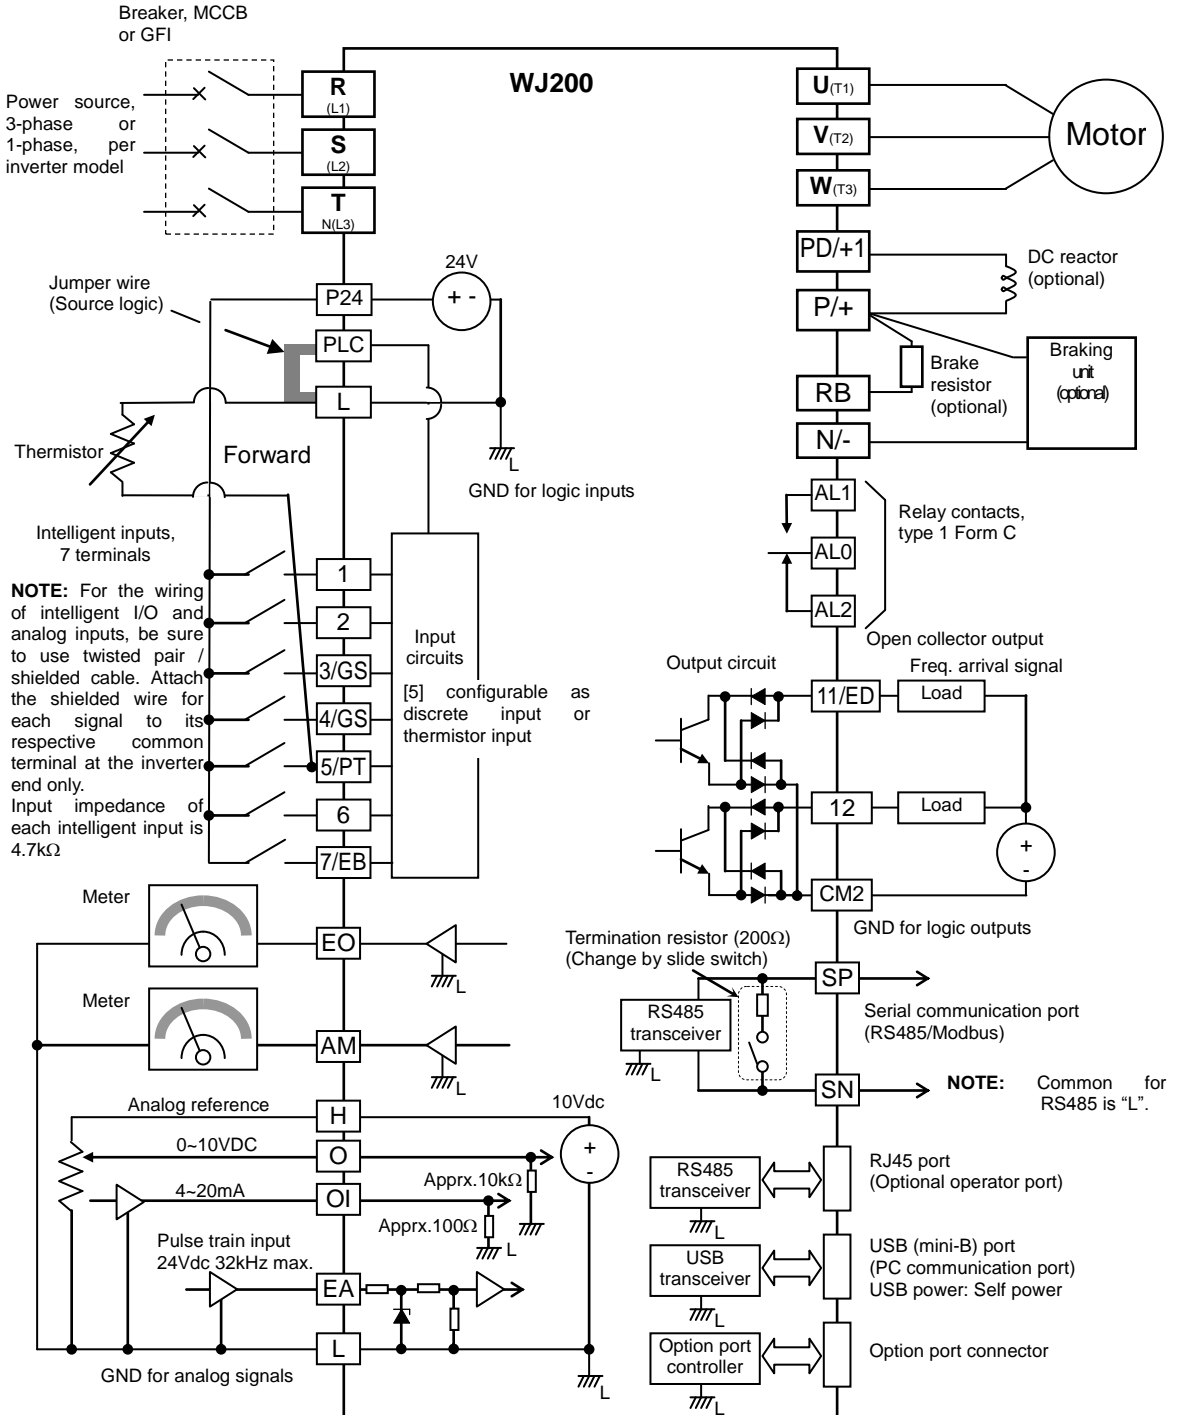 Breaker, MCCB
or GFI
WJ200
Power source,
3-phase or
1-phase, per
inverter model
R
(L1)
S
(L2)
T
N(L3)
U(T1)
V(T2)
W(T3)
Motor
PD/+1
P/+
RB
N/-
DC reactor
(optional)
Brake
resistor
(optional)
Braking
unit
(optional)
Jumper wire
(Source logic)
P24
24V
+ -
PLC
L
L
GND for logic inputs
Thermistor
Forward
Intelligent inputs,
7 terminals
NOTE: For the wiring
of intelligent I/O and
analog inputs, be sure
to use twisted pair /
shielded cable. Attach
the shielded wire for
each signal to its
respective common
terminal at the inverter
end only.
Input impedance of
each intelligent input is
4.7kΩ
1
2
3/GS
4/GS
5/PT
6
7/EB
Input
circuits
[5] configurable as
discrete input or
thermistor input
AL1
AL0
AL2
Relay contacts,
type 1 Form C
Open collector output
Output circuit
Freq. arrival signal
11/ED
Load
12
Load
+
-
CM2
GND for logic outputs
Meter
EO
L
Meter
AM
L
Termination resistor (200Ω)
(Change by slide switch)
SP
RS485
transceiver
L
Serial communication port
(RS485/Modbus)
SN
NOTE: Common for
RS485 is “L”.
Analog reference
H
10Vdc
+
-
0~10VDC
O
Apprx.10kΩ
4~20mA
OI
Apprx.100Ω
L
Pulse train input
24Vdc 32kHz max.
EA
L
L
GND for analog signals
RS485
transceiver
L
RJ45 port
(Optional operator port)
USB
transceiver
L
USB (mini-B) port
(PC communication port)
USB power: Self power
Option port
controller
L
Option port connector